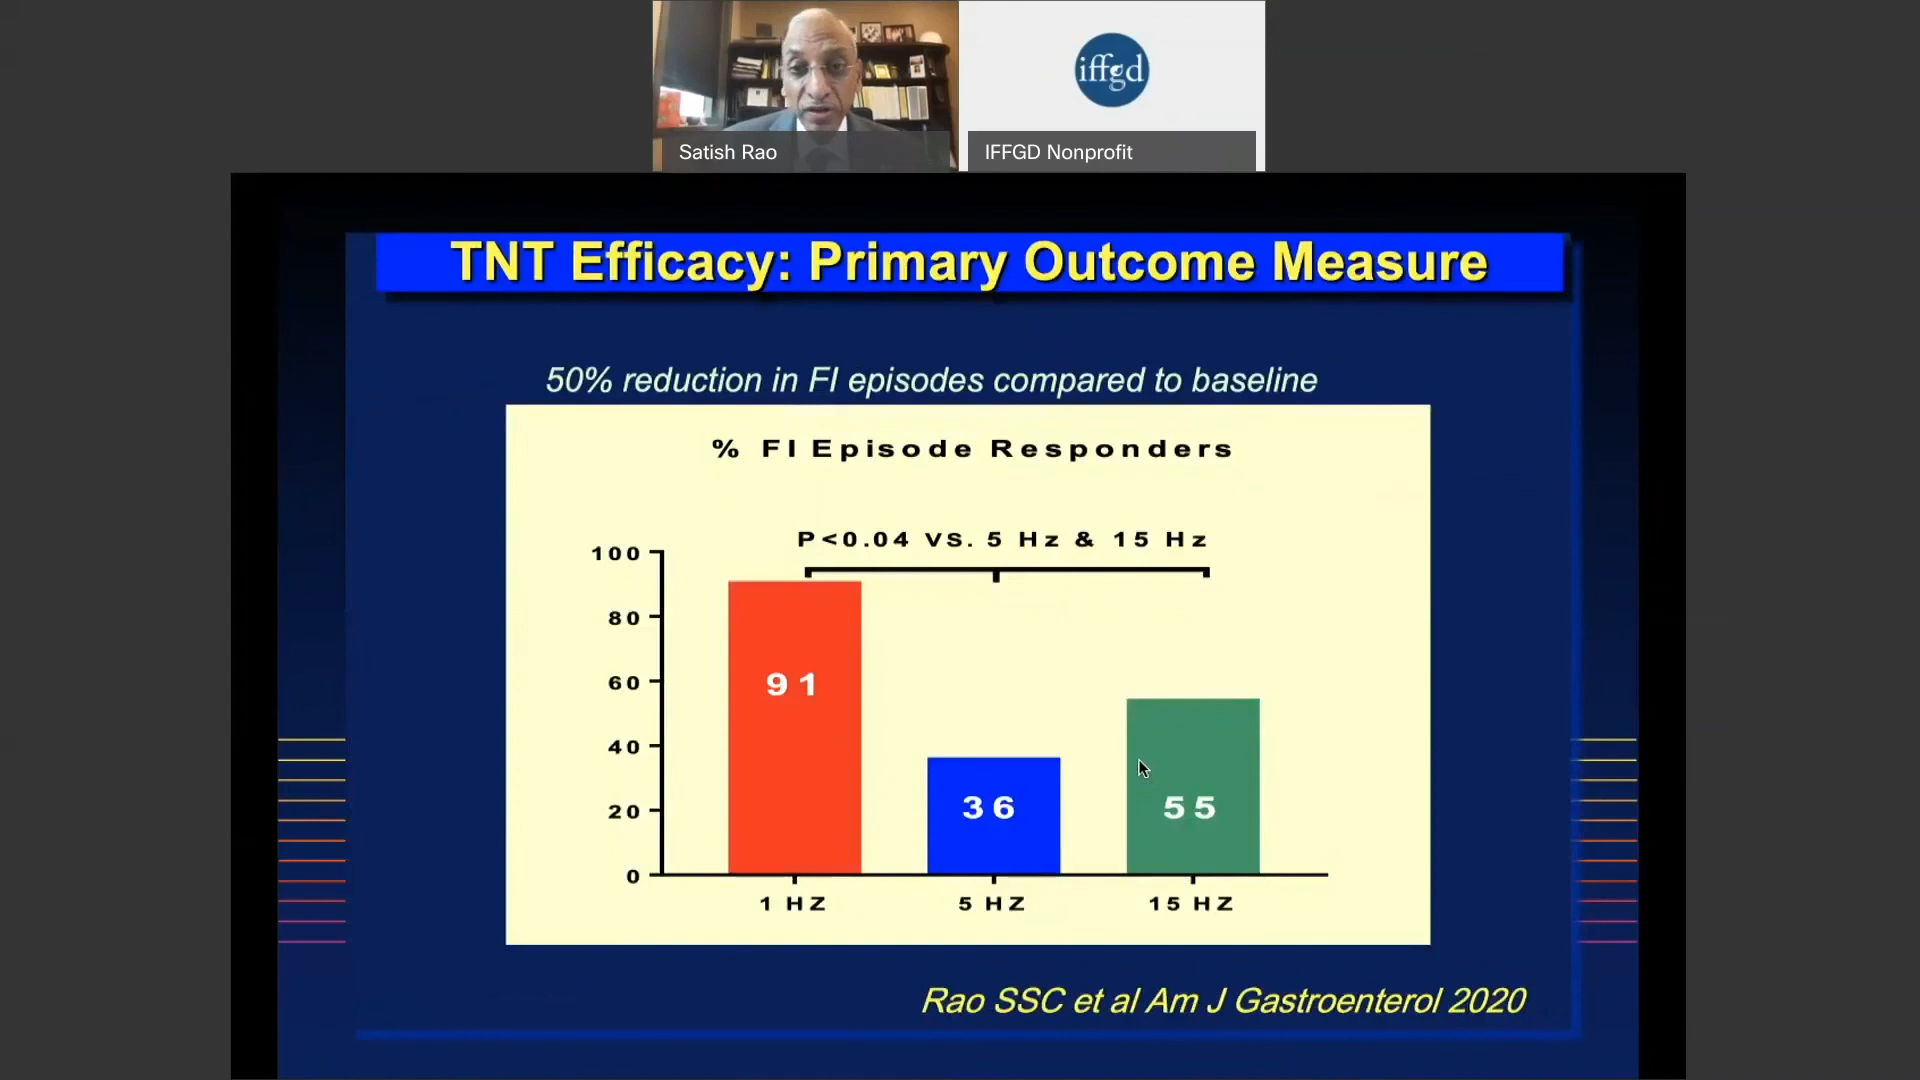 iffgd
Satish Rao
IFFGD Nonprofit
TNT Efficacy: Primary Outcome Measure
50% reduction in FI episodes compared to baseline
% FI Episode Responders
P<0.04 VS. 5 Hz & 15 Hz
100
80
60
40
20
0
91
36
55
1 HZ
5 HZ
15 HZ
Rao SSC et al Am J Gastroenterol 2020